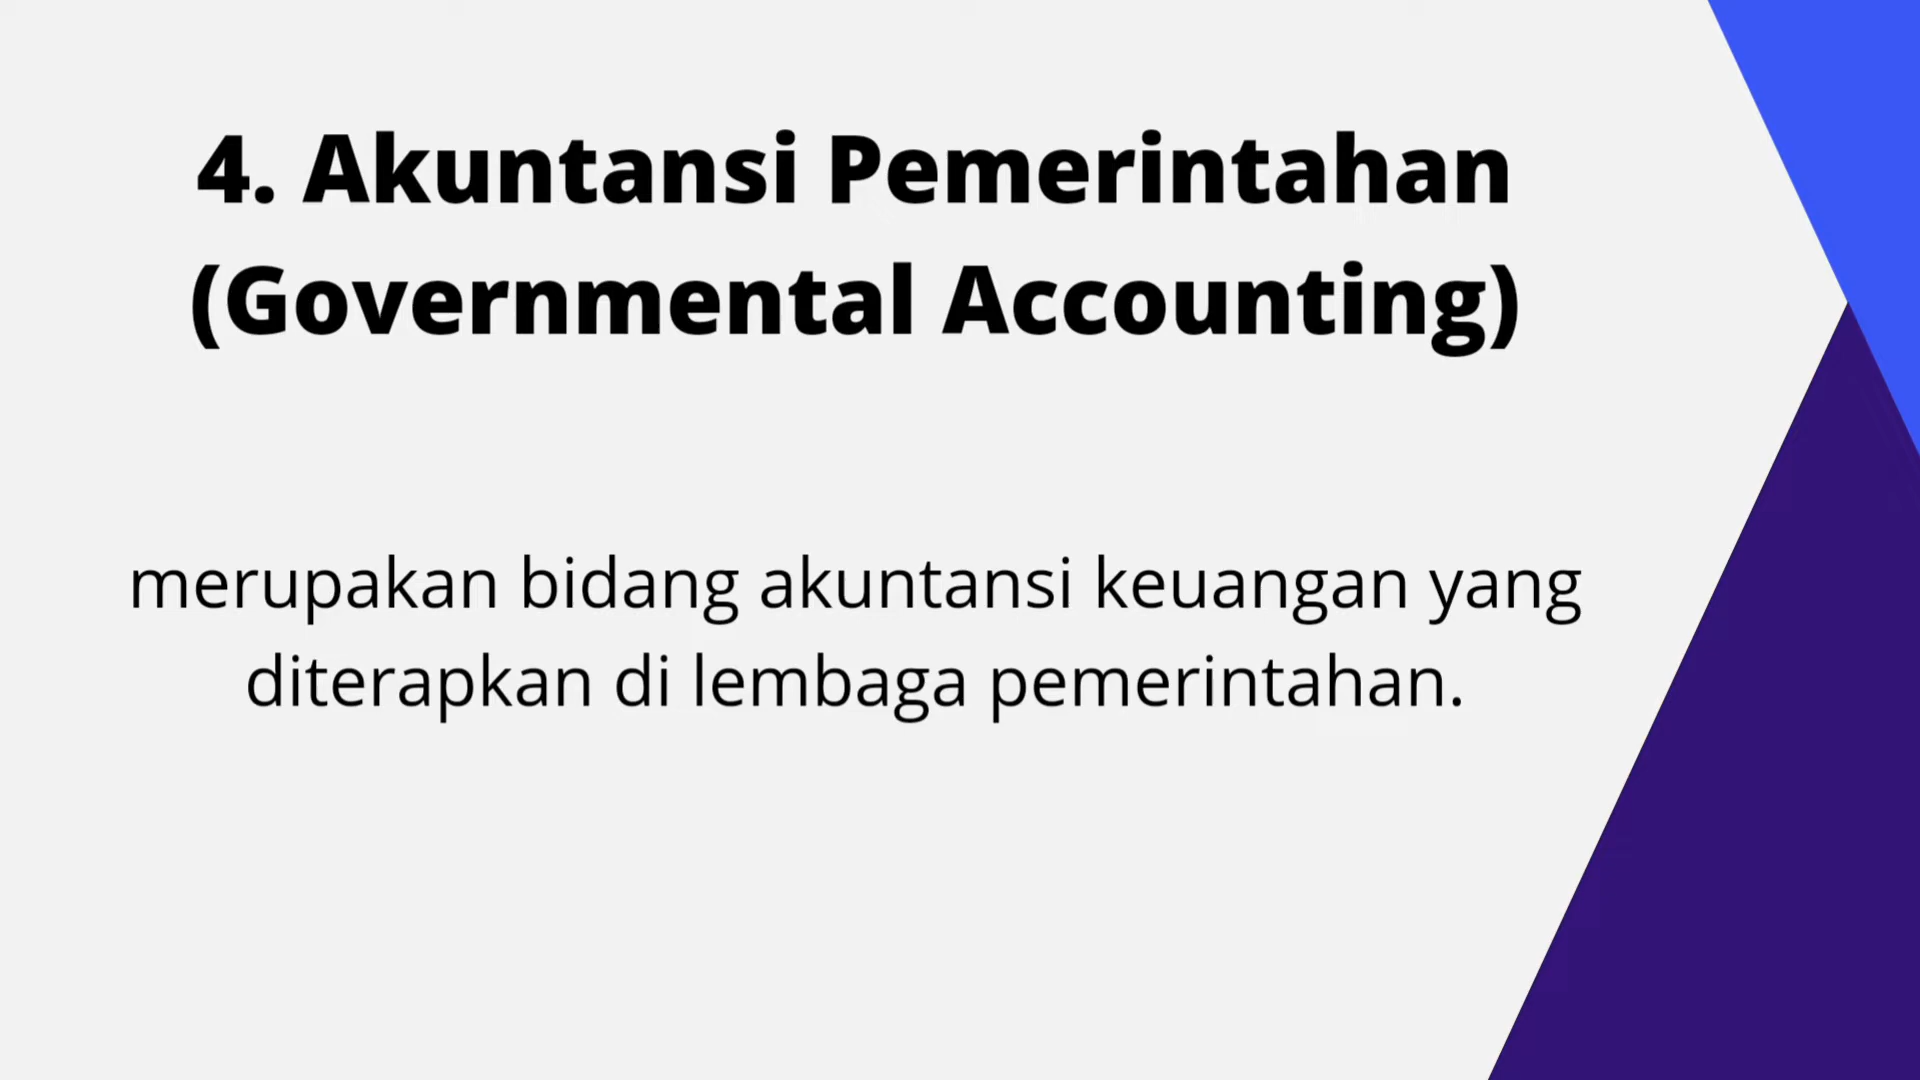 4. Akuntansi Pemerintahan
(Governmental Accounting)
merupakan bidang akuntansi keuangan yang
diterapkan di lembaga pemerintahan.